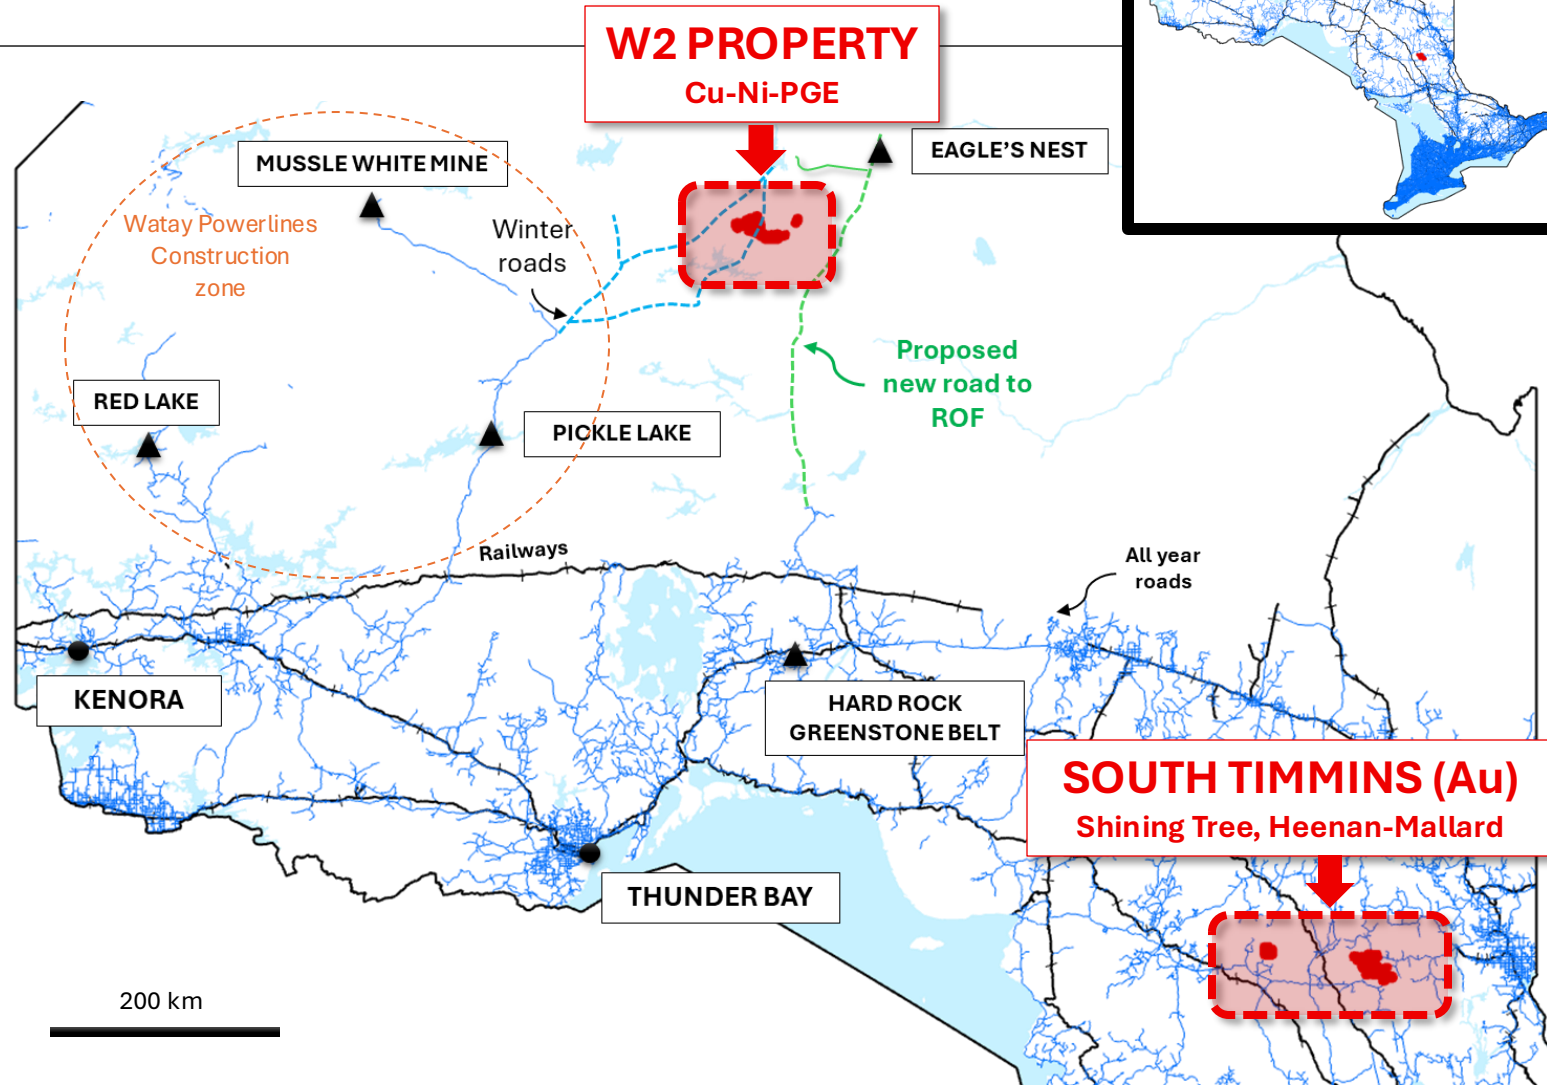 W2 PROPERTY
Cu-Ni-PGE
MUSSLE WHITE MINE
EAGLE’S NEST
Watay Powerlines
Construction
zone
Winter
roads
Proposed
new road to
ROF
RED LAKE
PICKLE LAKE
Railways
All year
roads
KENORA
HARD ROCK
GREENSTONE BELT
SOUTH TIMMINS (Au)
Shining Tree, Heenan-Mallard
THUNDER BAY
200 km